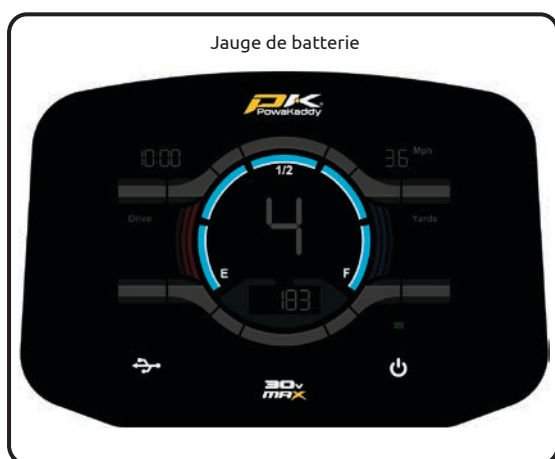 Jauge de batterie
PK
PowaKaddy
10:00
3.6 Mph
1/2
4
Drive
Yards
E
F
183
30v
MAX